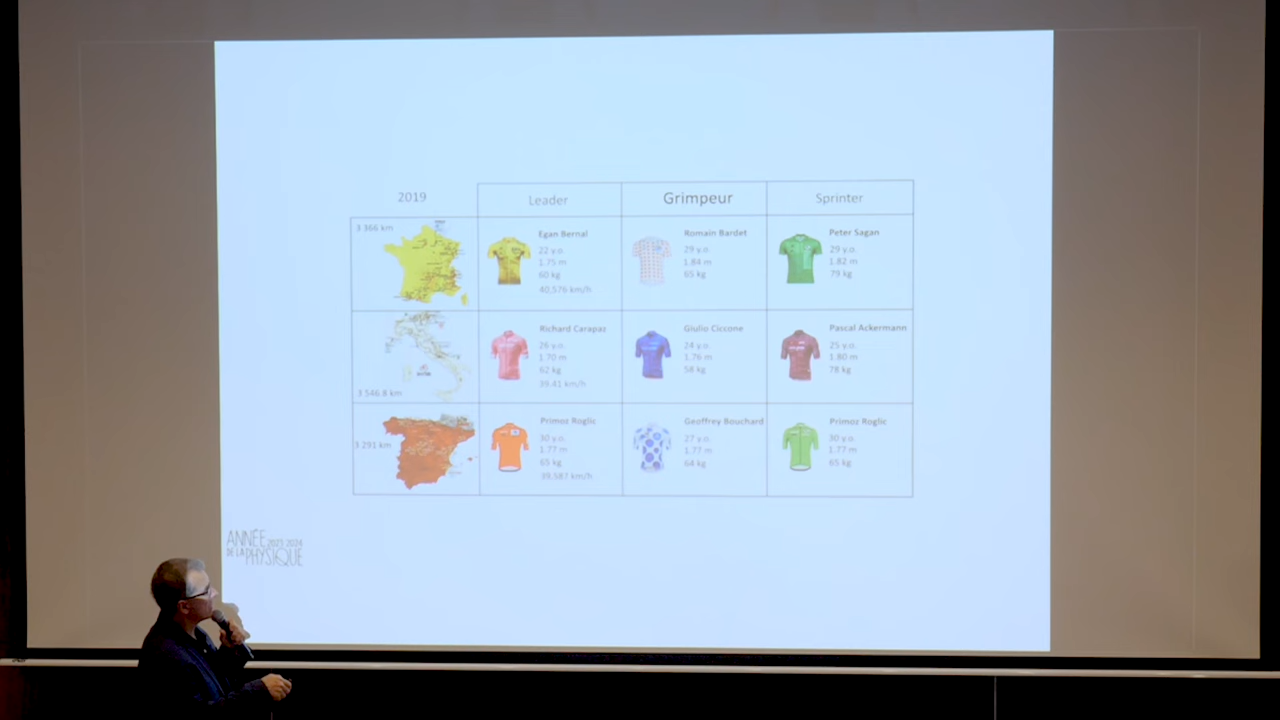 2019
Leader
Grimpeur
Sprinter
3 366 km
Egan Bernal
22 y.o.
1.75 m
60 kg
40,576 km/h
Romain Bardet
29 y.o.
1.84 m
65 kg
Peter Sagan
29 y.o.
1.82 m
79 kg
3 546.8 km
Richard Carapaz
26 y.o.
1.70 m
62 kg
39.41 km/h
Giulio Ciccone
24 y.o.
1.76 m
58 kg
Pascal Ackermann
25 y.o.
1.80 m
78 kg
3 291 km
Primoz Roglic
30 y.o.
1.77 m
65 kg
39,587 km/h
Geoffrey Bouchard
27 y.o.
1.77 m
64 kg
Primoz Roglic
30 y.o.
1.77 m
65 kg
ANNÉE 2023 2024
DE LA PHYSIQUE